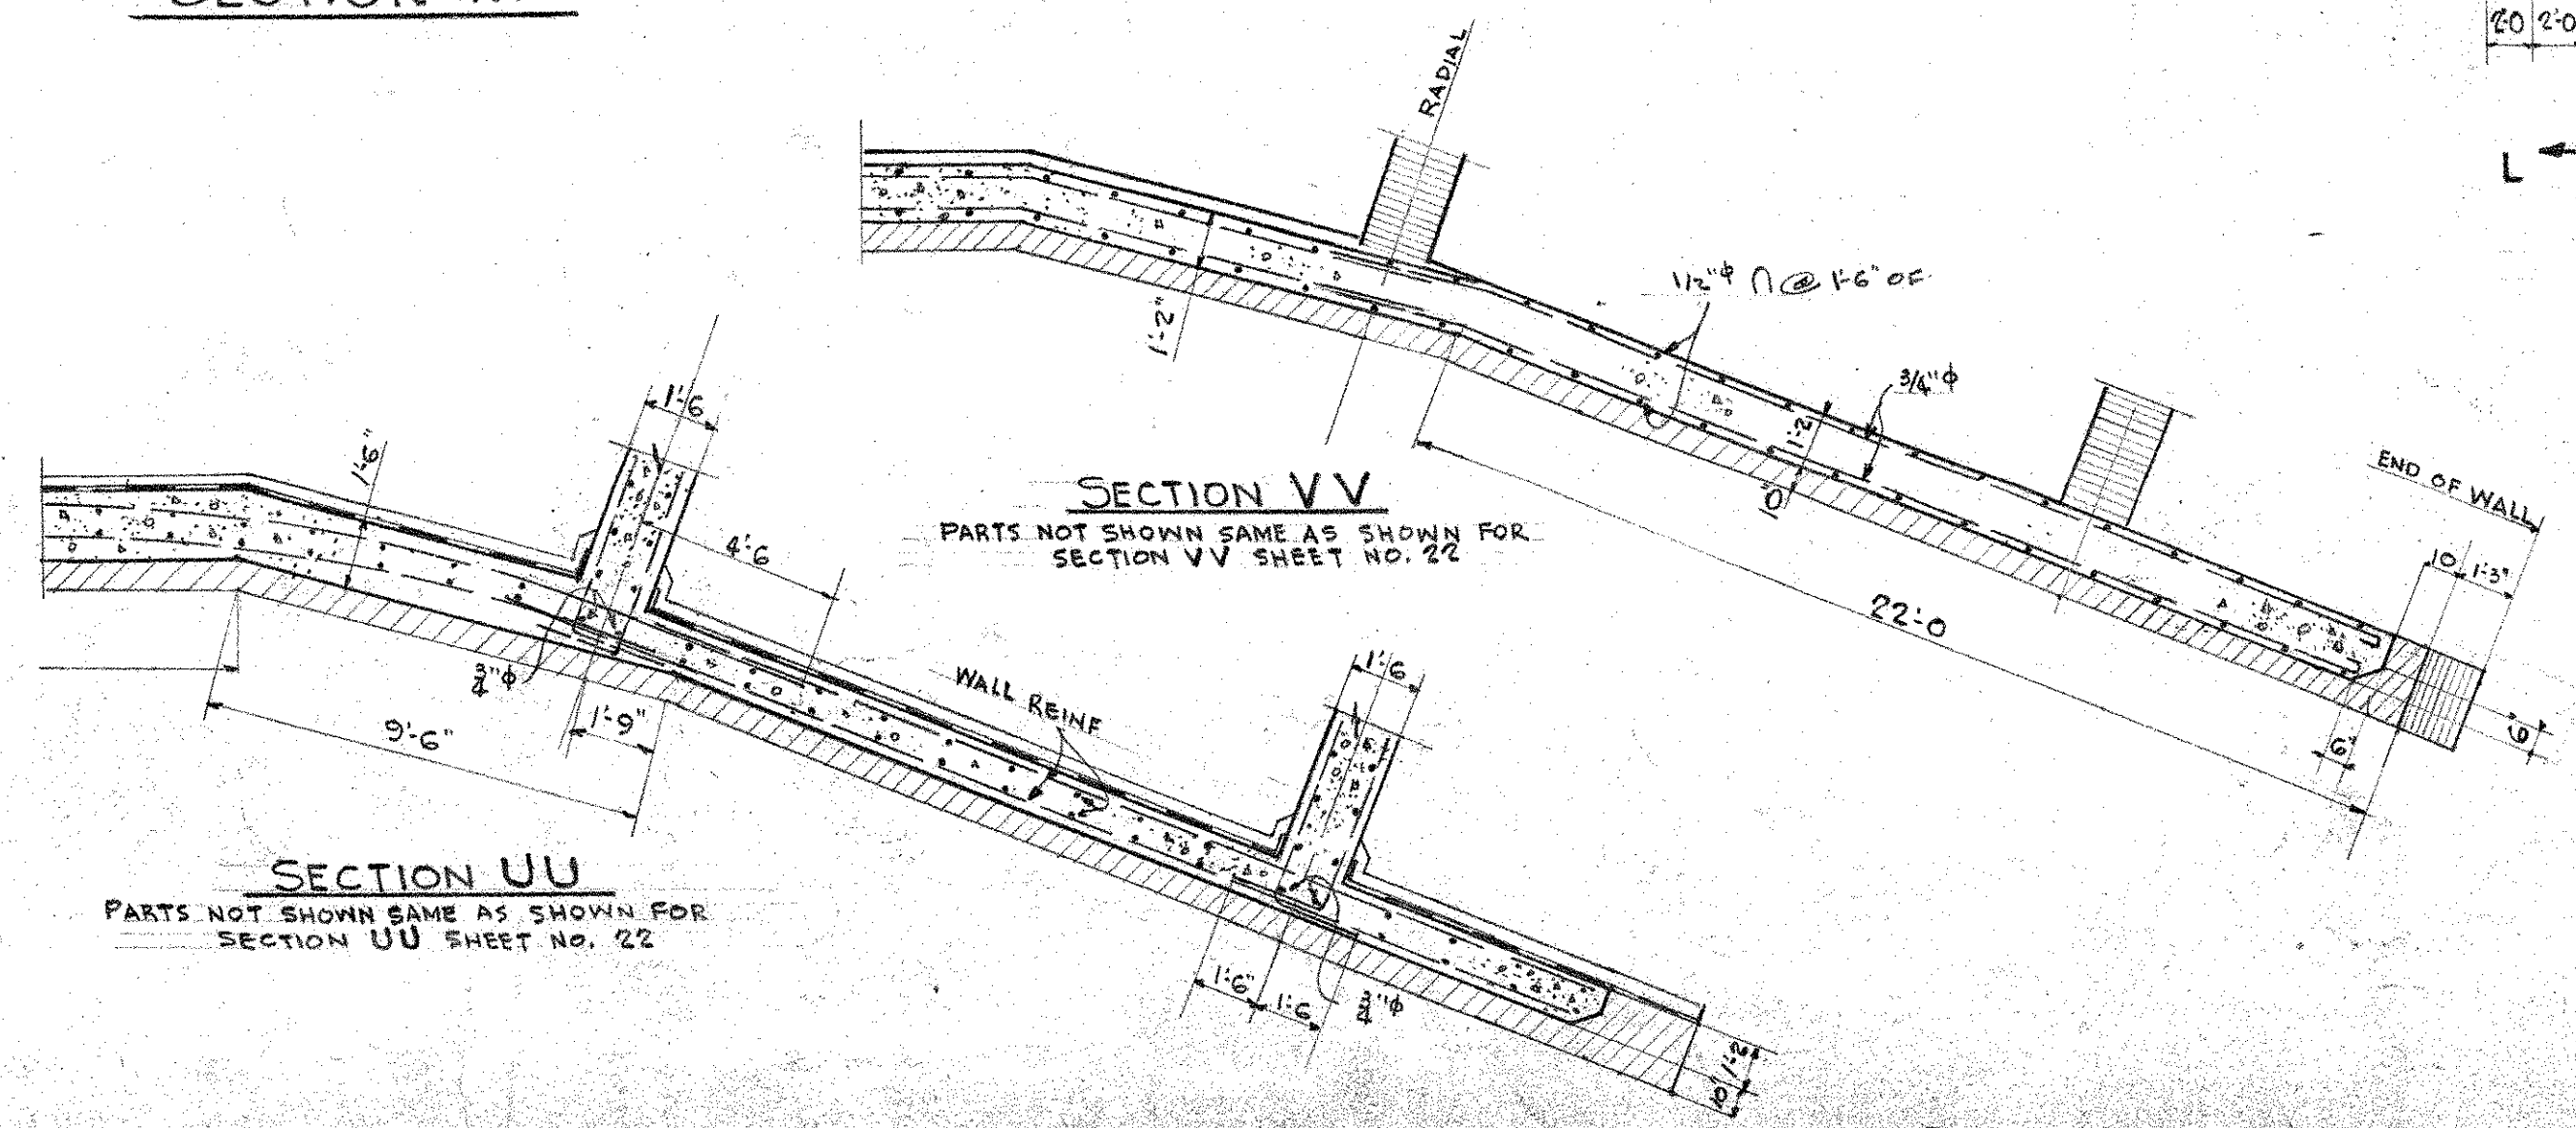 2'-0 2'-0
RADIAL
L
1/2"ϕ ∩ @ 1'-6" OF
1'-2"
3/4"ϕ
1'-2
10
END OF WALL
10 1'-3"
22'-0
6"
9
SECTION VV
PARTS NOT SHOWN SAME AS SHOWN FOR
SECTION VV SHEET NO. 22
1'-6
1'-6"
4'-6
3/4"ϕ
1'-9"
9'-6"
WALL REINF
1'-6
1'-6"
1'-6
3/4"ϕ
1'-2
10
SECTION UU
PARTS NOT SHOWN SAME AS SHOWN FOR
SECTION UU SHEET NO. 22